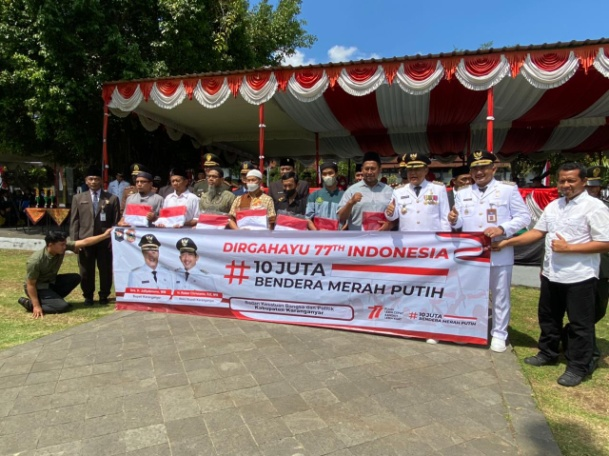 DIRGAHAYU 77TH INDONESIA
#10 JUTA
BENDERA MERAH PUTIH
Badan Kesatuan Bangsa dan Politik
Kabupaten Karanganyar
77
#10 JUTA
BENDERA MERAH PUTIH